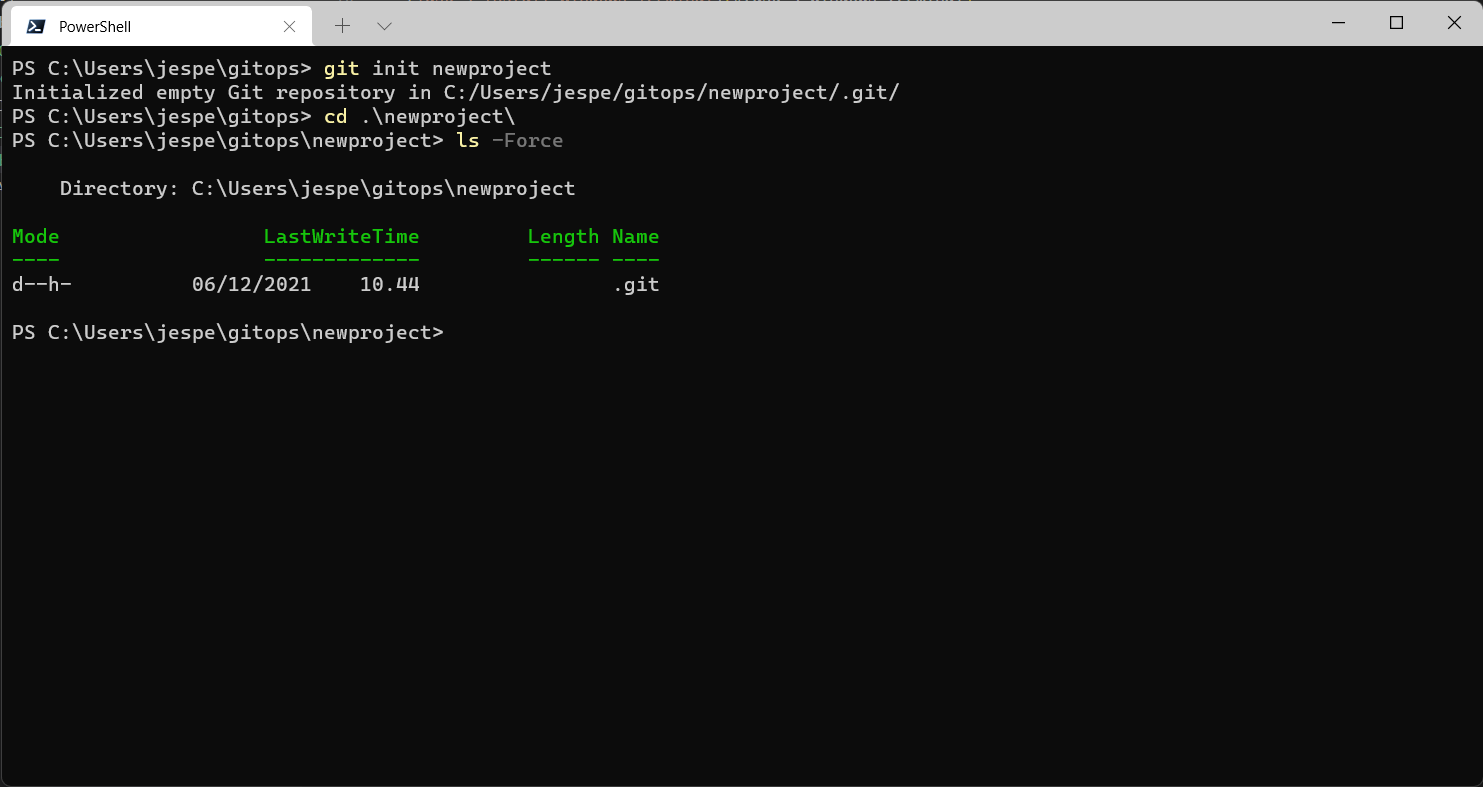 PowerShell
PS C:\Users\jespe\gitops> git init newproject
Initialized empty Git repository in C:/Users/jespe/gitops/newproject/.git/
PS C:\Users\jespe\gitops> cd .\newproject\
PS C:\Users\jespe\gitops\newproject> ls -Force
    Directory: C:\Users\jespe\gitops\newproject
Mode                 LastWriteTime         Length Name
----                 -------------         ------ ----
d--h-          06/12/2021    10.44                .git
PS C:\Users\jespe\gitops\newproject>